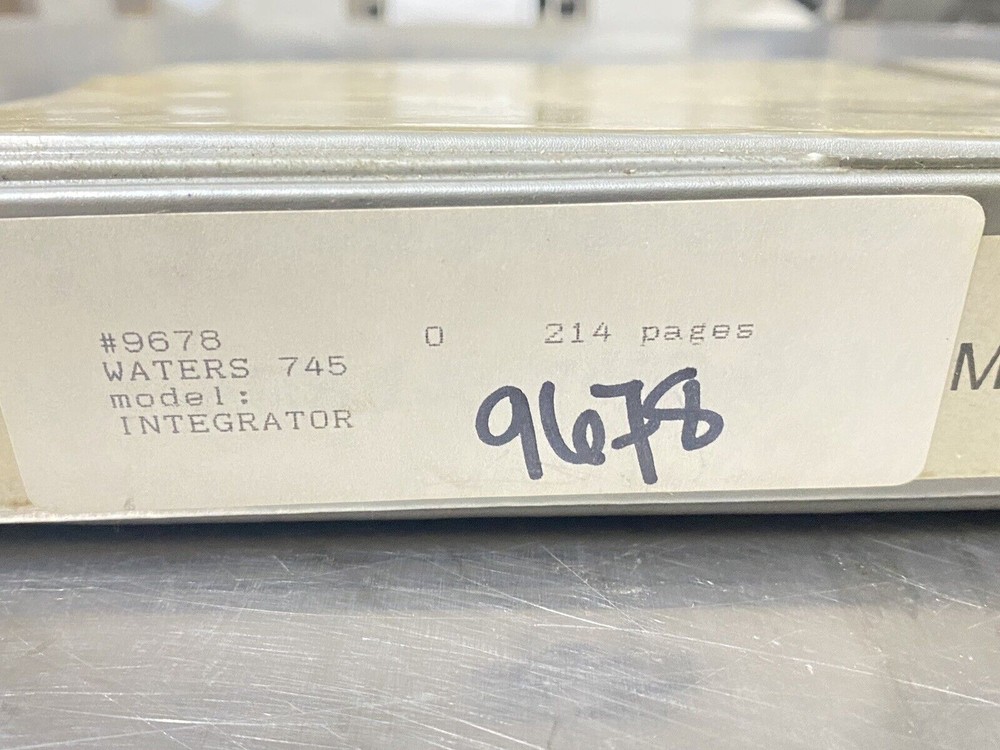 #9678 0 214 pages
WATERS 745
model:
INTEGRATOR
9678
M